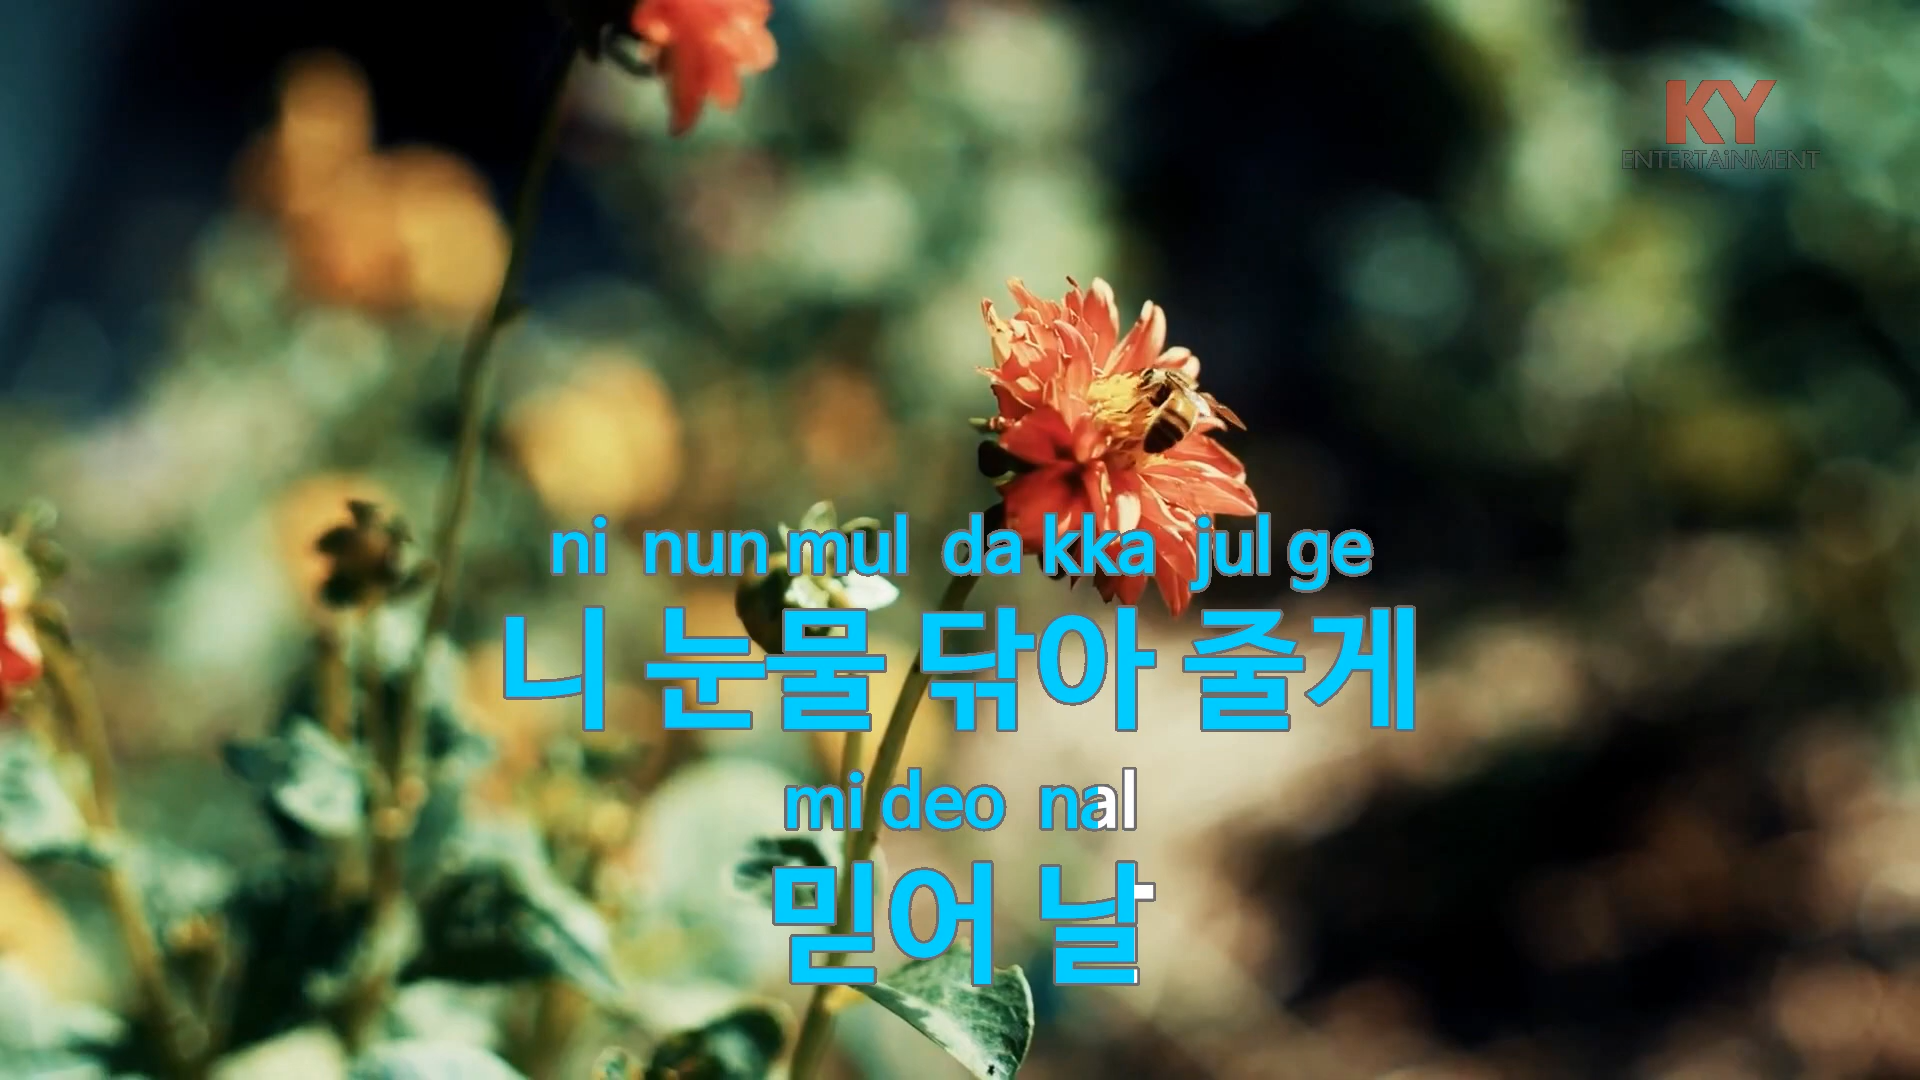 KY
ENTERTAiNMENT
ni nun mul da kka jul ge
니 눈물 닦아 줄게
mi deo nal
믿어 날